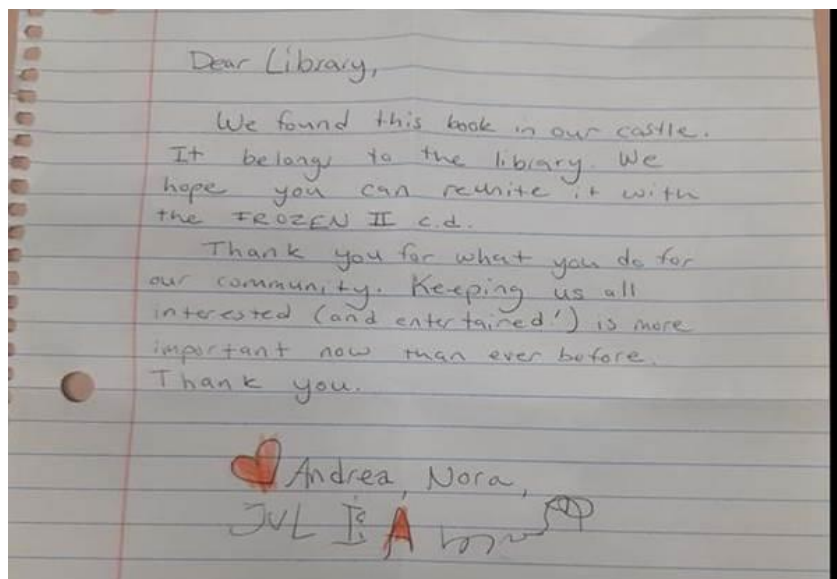 Dear Library,
We found this book in our castle.
It belongs to the library. We
hope you can reunite it with
the FROZEN II c.d.
Thank you for what you do for
our community. Keeping us all
interested (and entertained!) is more
important now than ever before.
Thank you.
Andrea, Nora,
JULIA